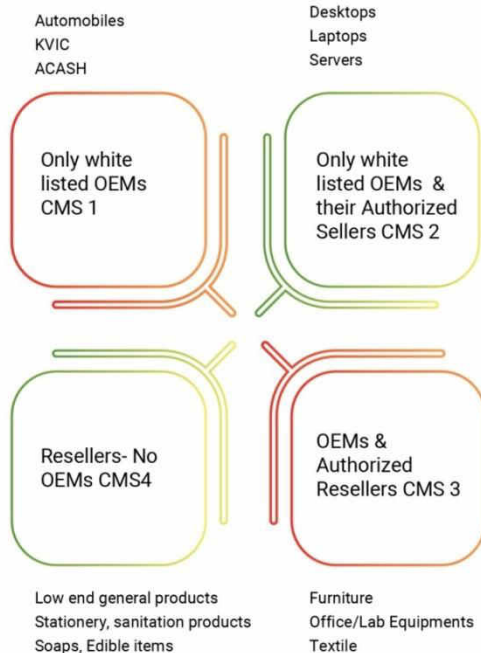 Automobiles
KVIC
ACASH
Desktops
Laptops
Servers
Only white
listed OEMs
CMS 1
Only white
listed OEMs &
their Authorized
Sellers CMS 2
Resellers- No
OEMs CMS4
OEMs &
Authorized
Resellers CMS 3
Low end general products
Stationery, sanitation products
Soaps, Edible items
Furniture
Office/Lab Equipments
Textile